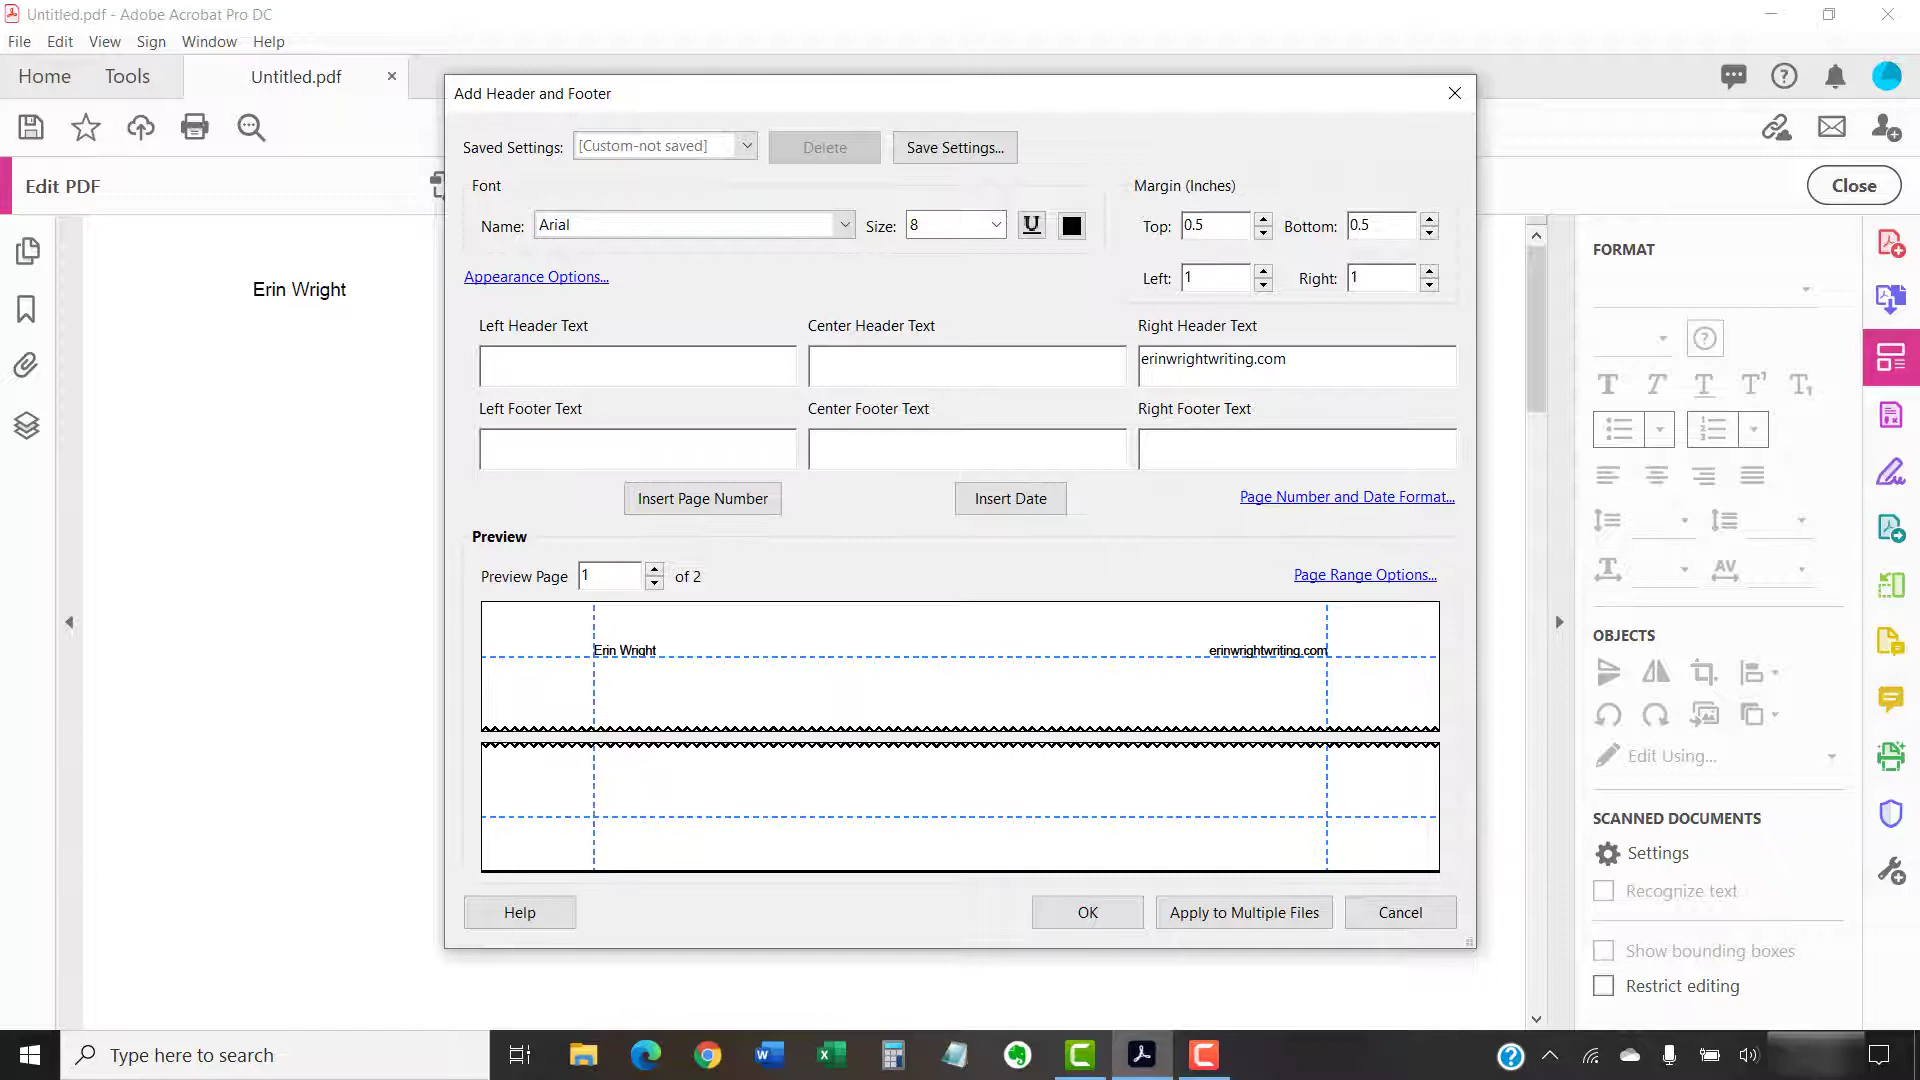 Untitled.pdf - Adobe Acrobat Pro DC
File Edit View Sign Window Help
Home Tools Untitled.pdf
Edit PDF
Close
Erin Wright
Add Header and Footer
Saved Settings: [Custom-not saved] Delete Save Settings...
Font
Name: Arial Size: 8 U
Appearance Options...
Margin (Inches)
Top: 0.5 Bottom: 0.5
Left: 1 Right: 1
Left Header Text Center Header Text Right Header Text
erinwrightwriting.com
Left Footer Text Center Footer Text Right Footer Text
Insert Page Number Insert Date Page Number and Date Format...
Preview
Preview Page 1 of 2 Page Range Options...
Erin Wright erinwrightwriting.com
Help OK Apply to Multiple Files Cancel
FORMAT
T T T T¹ T₁
AV
OBJECTS
Edit Using...
SCANNED DOCUMENTS
Settings
Recognize text
Show bounding boxes
Restrict editing
Type here to search